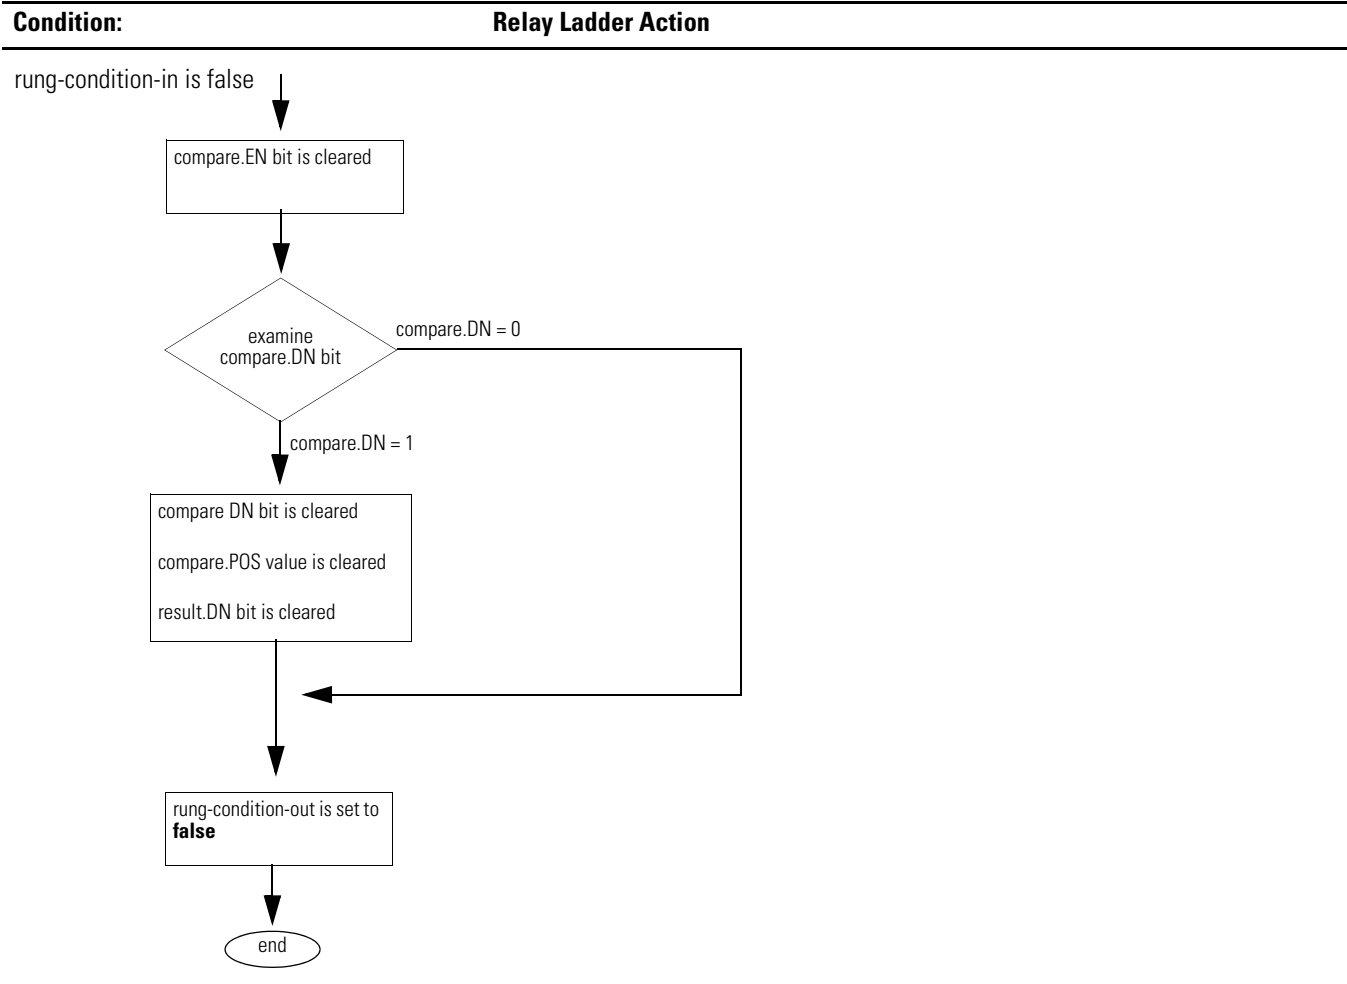 Condition:
Relay Ladder Action
rung-condition-in is false
compare.EN bit is cleared
examine
compare.DN bit
compare.DN = 0
compare.DN = 1
compare DN bit is cleared
compare.POS value is cleared
result.DN bit is cleared
rung-condition-out is set to
false
end